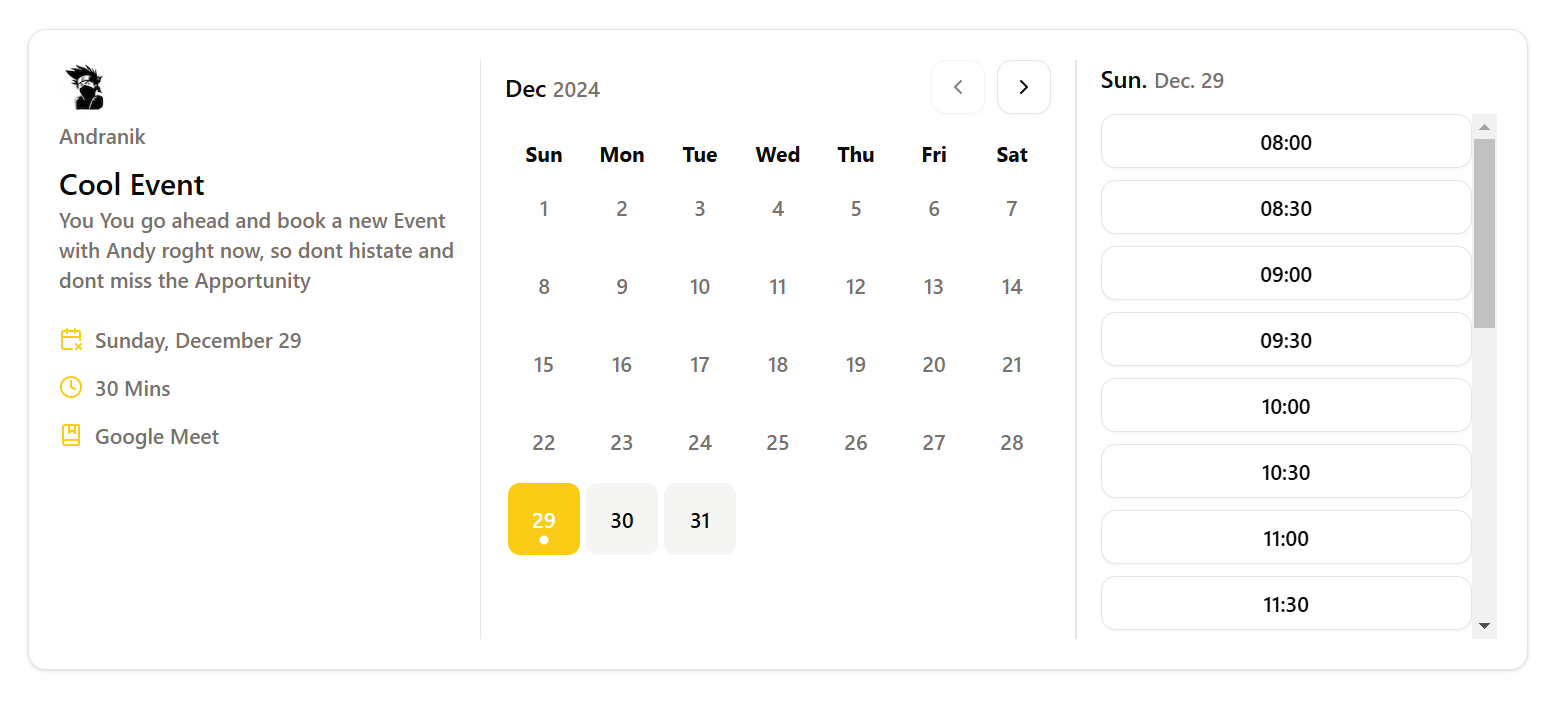 Andranik
Cool Event
You You go ahead and book a new Event
with Andy roght now, so dont histate and
dont miss the Apportunity
Sunday, December 29
30 Mins
Google Meet
Dec 2024
Sun Mon Tue Wed Thu Fri Sat
1 2 3 4 5 6 7
8 9 10 11 12 13 14
15 16 17 18 19 20 21
22 23 24 25 26 27 28
29 30 31
Sun. Dec. 29
08:00
08:30
09:00
09:30
10:00
10:30
11:00
11:30